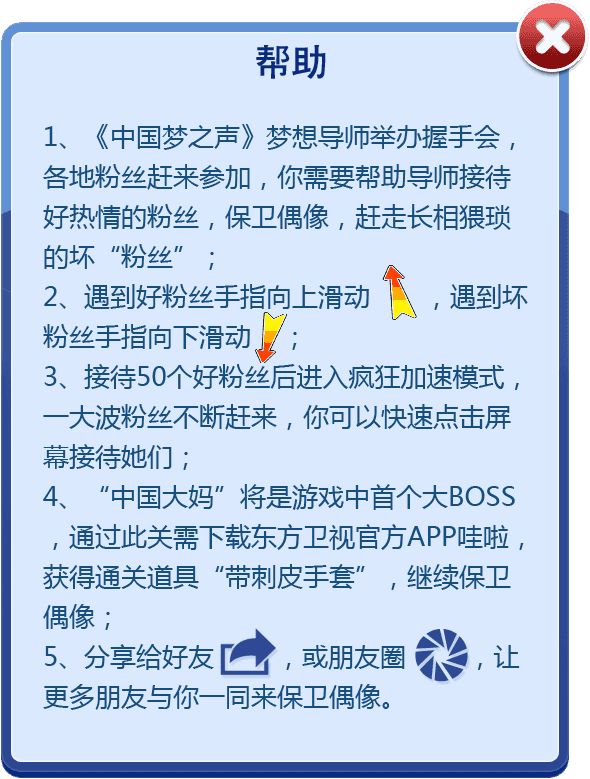 帮助
1、《中国梦之声》梦想导师举办握手会，
各地粉丝赶来参加，你需要帮助导师接待
好热情的粉丝，保卫偶像，赶走长相猥琐
的坏“粉丝”；
2、遇到好粉丝手指向上滑动，遇到坏
粉丝手指向下滑动；
3、接待50个好粉丝后进入疯狂加速模式，
一大波粉丝不断赶来，你可以快速点击屏
幕接待她们；
4、“中国大妈”将是游戏中首个大BOSS
，通过此关需下载东方卫视官方APP哇啦，
获得通关道具“带刺皮手套”，继续保卫
偶像；
5、分享给好友，或朋友圈，让
更多朋友与你一同来保卫偶像。